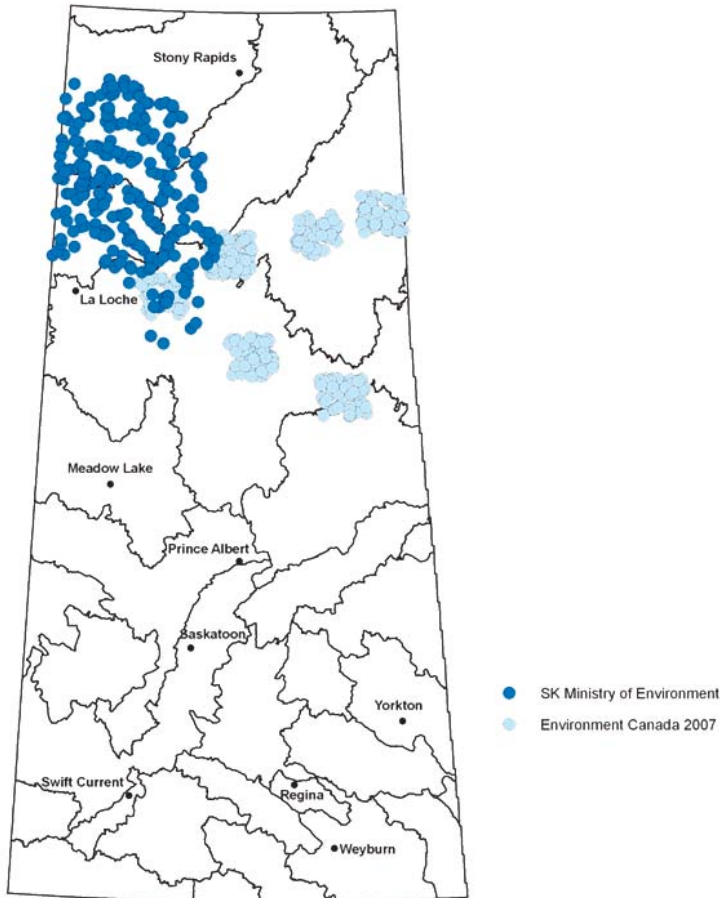 Stony Rapids
La Loche
Meadow Lake
Prince Albert
Saskatoon
SK Ministry of Environment
Yorkton
Environment Canada 2007
Swift Current
Regina
Weyburn